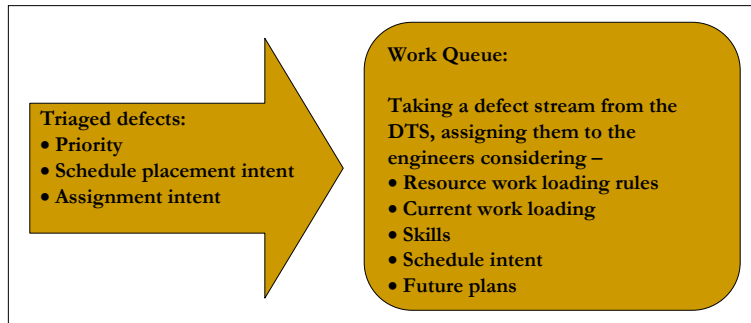 Triaged defects:
• Priority
• Schedule placement intent
• Assignment intent
Work Queue:
Taking a defect stream from the
DTS, assigning them to the
engineers considering –
• Resource work loading rules
• Current work loading
• Skills
• Schedule intent
• Future plans